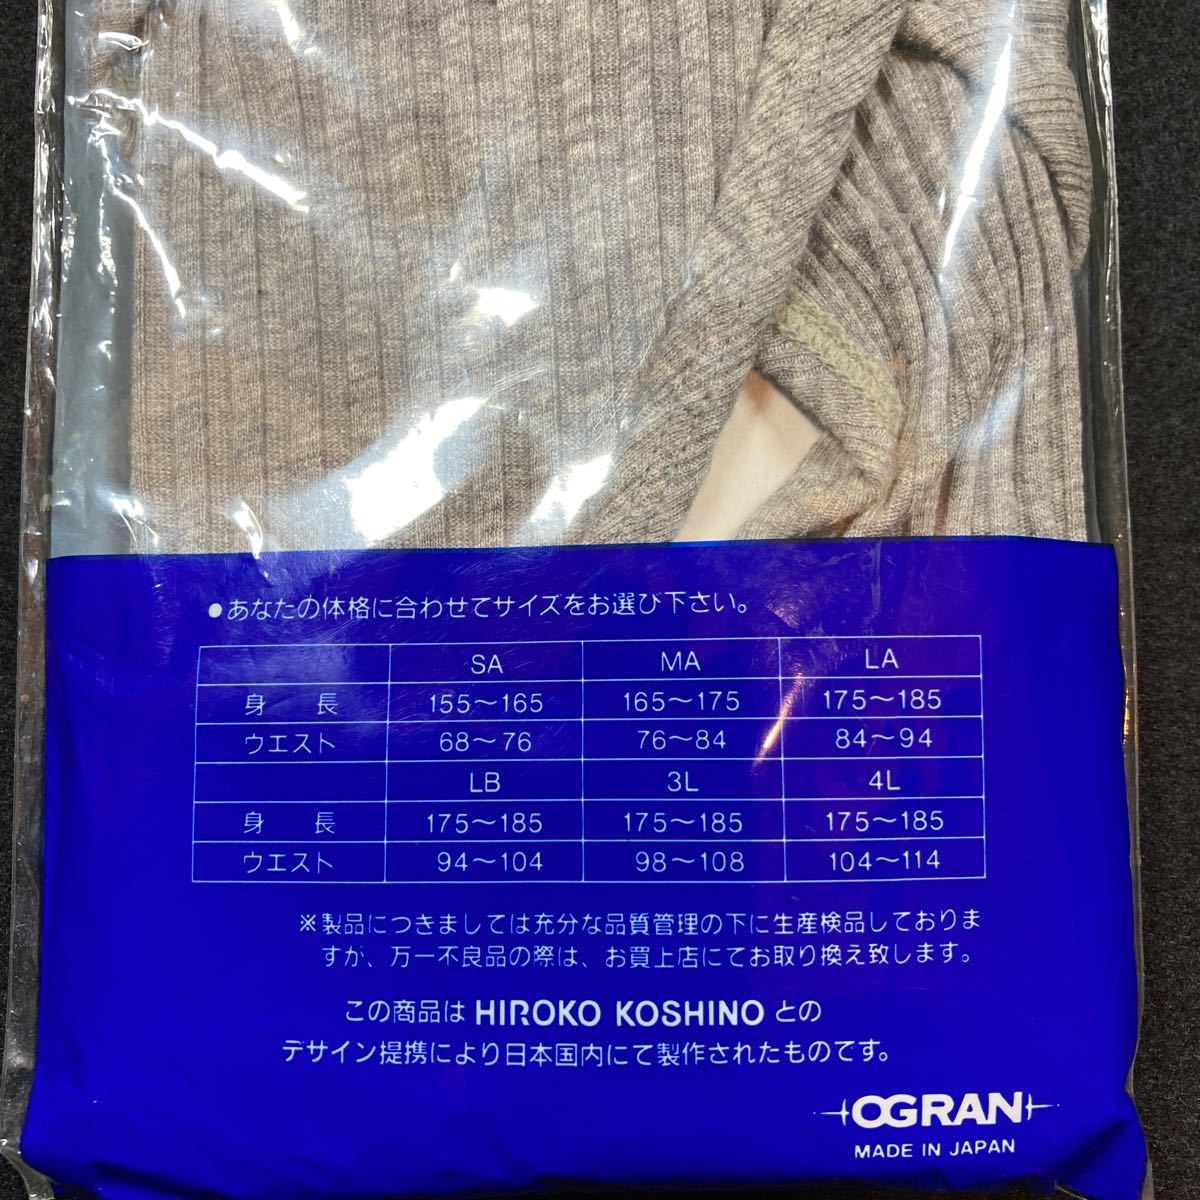 ●あなたの体格に合わせてサイズをお選び下さい。
SA MA LA
身長 155〜165 165〜175 175〜185
ウエスト 68〜76 76〜84 84〜94
LB 3L 4L
身長 175〜185 175〜185 175〜185
ウエスト 94〜104 98〜108 104〜114
※製品につきましては充分な品質管理の下に生産検品しておりま
すが、万一不良品の際は、お買上店にてお取り換え致します。
この商品は HIROKO KOSHINO との
デザイン提携により日本国内にて製作されたものです。
OGRAN
MADE IN JAPAN